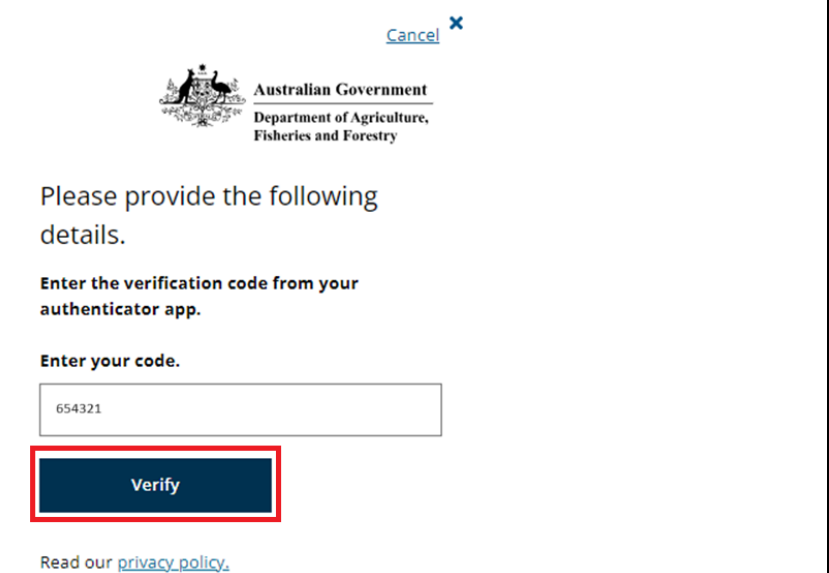 Cancel
Australian Government
Department of Agriculture,
Fisheries and Forestry
Please provide the following
details.
Enter the verification code from your
authenticator app.
Enter your code.
654321
Verify
Read our privacy policy.